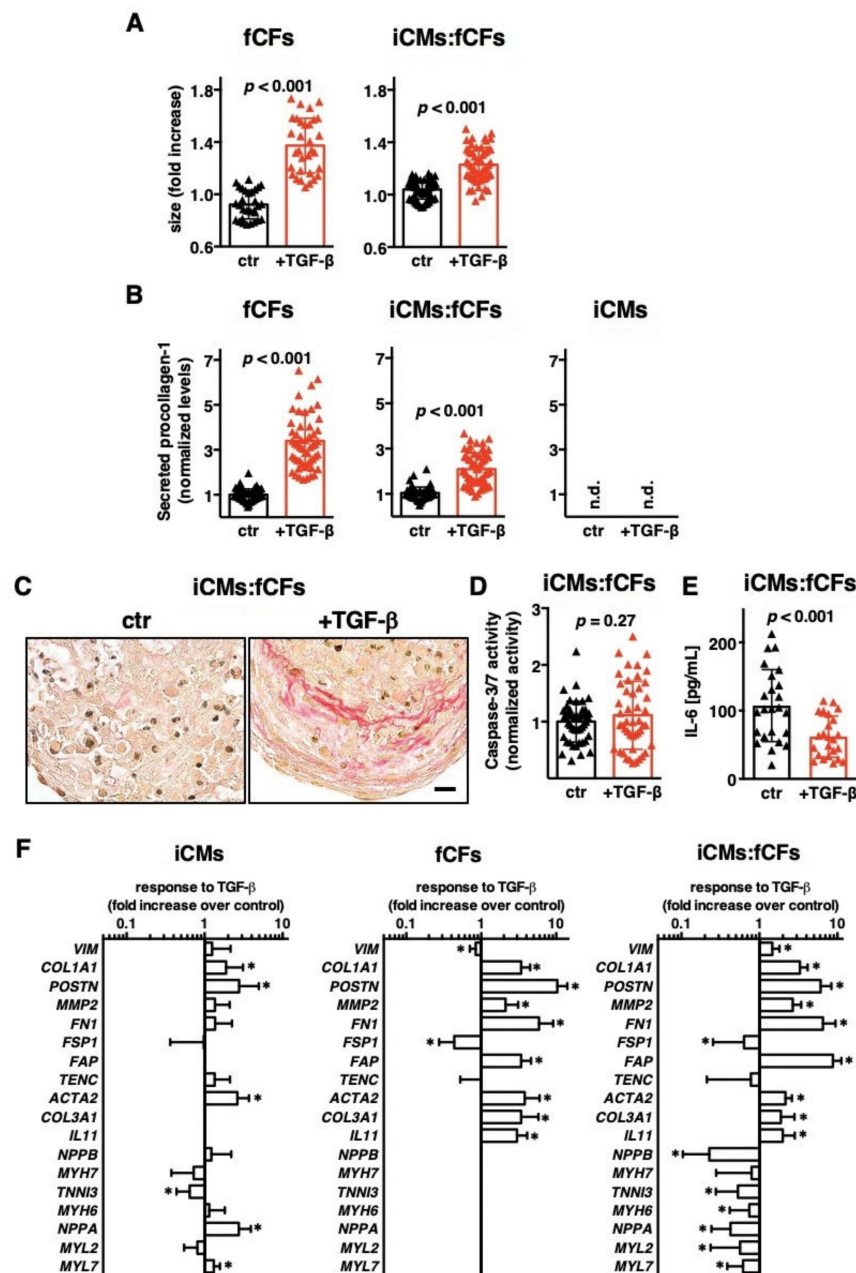 A
fCFs
iCMs:fCFs
size (fold increase)
1.8
1.4
1.0
0.6
p < 0.001
ctr
+TGF-β
1.8
1.4
1.0
0.6
p < 0.001
ctr
+TGF-β
B
fCFs
iCMs:fCFs
iCMs
Secreted procollagen-1
(normalized levels)
7
5
3
1
p < 0.001
ctr
+TGF-β
7
5
3
1
p < 0.001
ctr
+TGF-β
7
5
3
1
n.d.
n.d.
ctr
+TGF-β
C
iCMs:fCFs
ctr
+TGF-β
D
iCMs:fCFs
Caspase-3/7 activity
(normalized activity)
3
2
1
p = 0.27
ctr
+TGF-β
E
iCMs:fCFs
IL-6 [pg/mL]
200
100
0
p < 0.001
ctr
+TGF-β
F
iCMs
response to TGF-β
(fold increase over control)
0.1 1 10
VIM
COL1A1 *
POSTN *
MMP2
FN1
FSP1
FAP
TENC
ACTA2 *
COL3A1
IL11
NPPB
MYH7
TNNI3 *
MYH6
NPPA *
MYL2
MYL7 *
fCFs
response to TGF-β
(fold increase over control)
0.1 1 10
VIM *
COL1A1 *
POSTN *
MMP2 *
FN1 *
FSP1 *
FAP *
TENC
ACTA2 *
COL3A1 *
IL11 *
NPPB
MYH7
TNNI3
MYH6
NPPA
MYL2
MYL7
iCMs:fCFs
response to TGF-β
(fold increase over control)
0.1 1 10
VIM *
COL1A1 *
POSTN *
MMP2 *
FN1 *
FSP1 *
FAP *
TENC
ACTA2 *
COL3A1 *
IL11 *
NPPB *
MYH7
TNNI3 *
MYH6 *
NPPA *
MYL2 *
MYL7 *